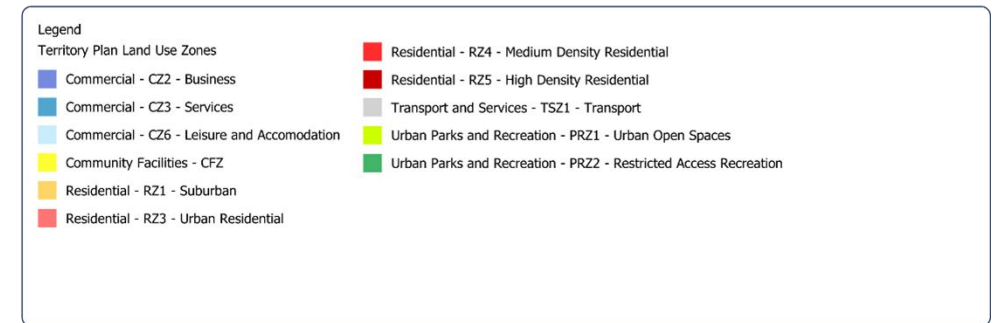 Legend
Territory Plan Land Use Zones
Commercial - CZ2 - Business
Commercial - CZ3 - Services
Commercial - CZ6 - Leisure and Accomodation
Community Facilities - CFZ
Residential - RZ1 - Suburban
Residential - RZ3 - Urban Residential
Residential - RZ4 - Medium Density Residential
Residential - RZ5 - High Density Residential
Transport and Services - TSZ1 - Transport
Urban Parks and Recreation - PRZ1 - Urban Open Spaces
Urban Parks and Recreation - PRZ2 - Restricted Access Recreation